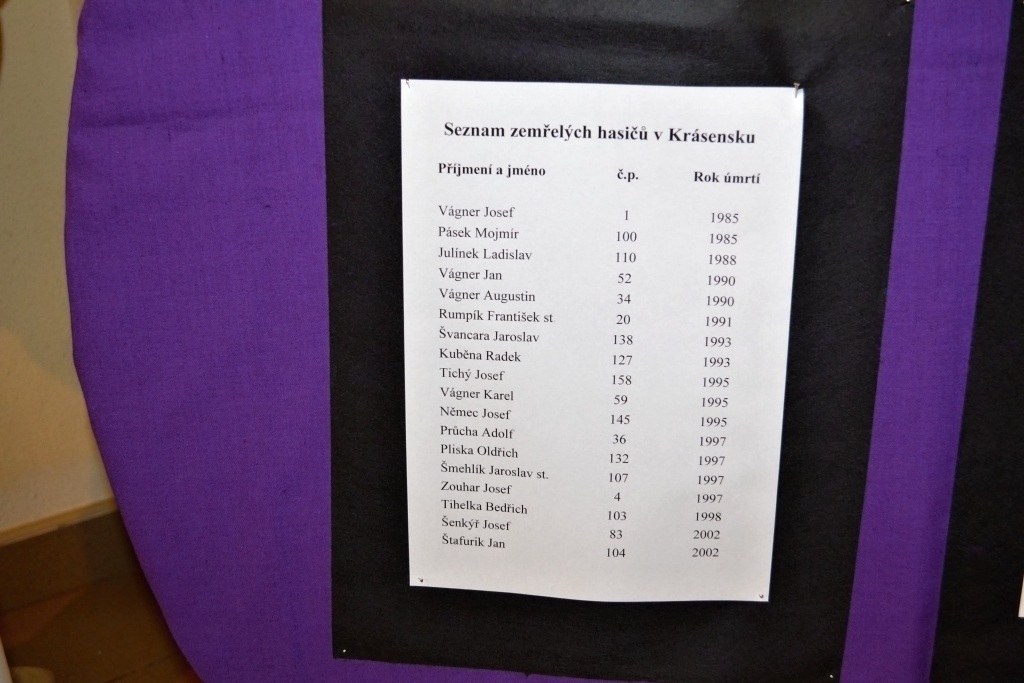 Seznam zemřelých hasičů v Krásensku
Příjmení a jméno č.p. Rok úmrtí
Vágner Josef 1 1985
Pásek Mojmír 100 1985
Julínek Ladislav 110 1988
Vágner Jan 52 1990
Vágner Augustin 34 1990
Rumpík František st 20 1991
Švancara Jaroslav 138 1993
Kuběna Radek 127 1993
Tichý Josef 158 1995
Vágner Karel 59 1995
Němec Josef 145 1995
Průcha Adolf 36 1997
Pliska Oldřich 132 1997
Šmehlík Jaroslav st. 107 1997
Zouhar Josef 4 1997
Tihelka Bedřich 103 1998
Šenkýř Josef 83 2002
Štafurik Jan 104 2002